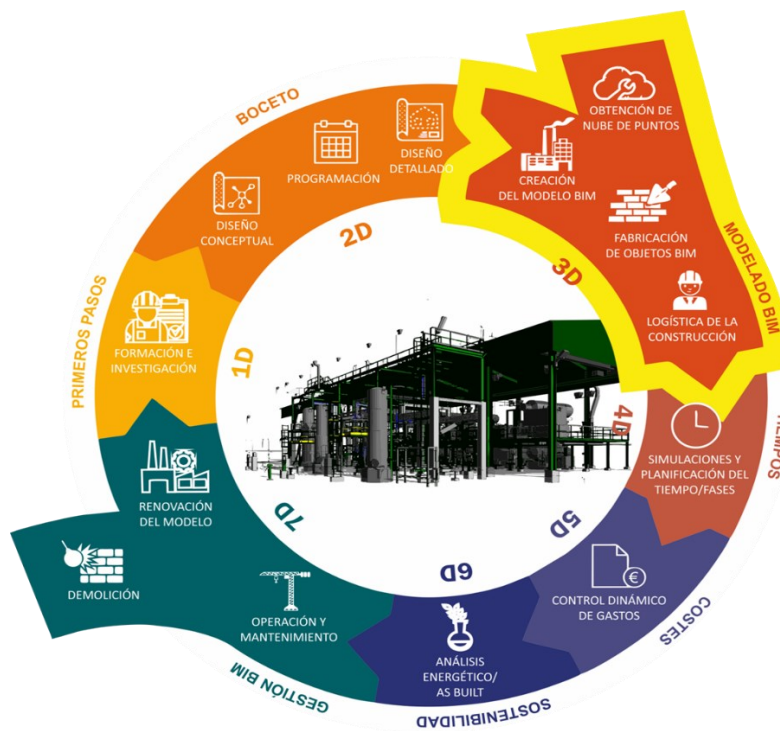 BOCETO
PRIMEROS PASOS
MODELADO BIM
COSTES
SOSTENIBILIDAD
GESTIÓN BIM
1D
2D
3D
4D
5D
6D
7D
FORMACIÓN E
INVESTIGACIÓN
DISEÑO
CONCEPTUAL
PROGRAMACIÓN
DISEÑO
DETALLADO
OBTENCIÓN DE
NUBE DE PUNTOS
CREACIÓN
DEL MODELO BIM
FABRICACIÓN
DE OBJETOS BIM
LOGÍSTICA DE LA
CONSTRUCCIÓN
SIMULACIONES Y
PLANIFICACIÓN DEL
TIEMPO/FASES
CONTROL DINÁMICO
DE GASTOS
€
ANÁLISIS
ENERGÉTICO/
AS BUILT
OPERACIÓN Y
MANTENIMIENTO
DEMOLICIÓN
RENOVACIÓN
DEL MODELO